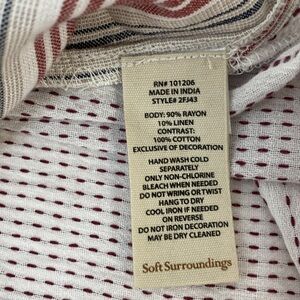 RN# 101206
MADE IN INDIA
STYLE# 2FJ43
BODY: 90% RAYON
10% LINEN
CONTRAST:
100% COTTON
EXCLUSIVE OF DECORATION
HAND WASH COLD
SEPARATELY
ONLY NON-CHLORINE
BLEACH WHEN NEEDED
DO NOT WRING OR TWIST
HANG TO DRY
COOL IRON IF NEEDED
ON REVERSE
DO NOT IRON DECORATION
MAY BE DRY CLEANED
Soft Surroundings